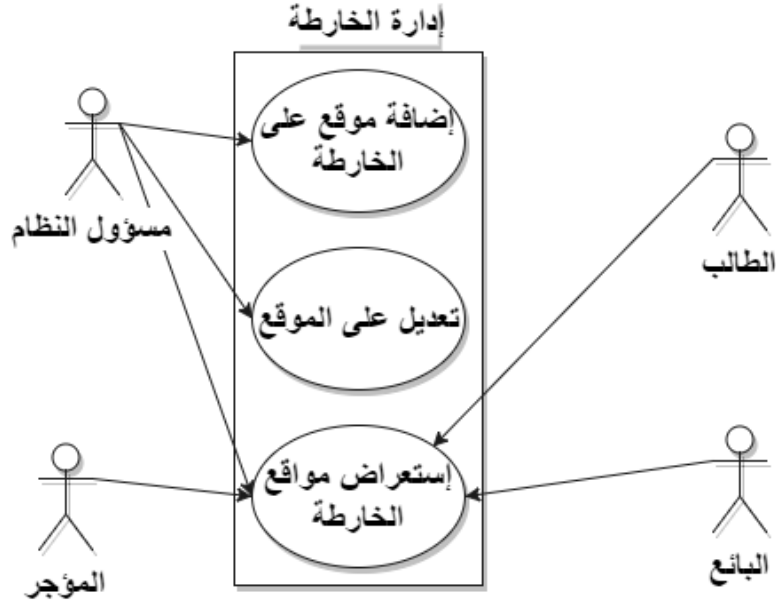 إدارة الخارطة
إضافة موقع على
الخارطة
مسؤول النظام
الطالب
تعديل على الموقع
إستعراض مواقع
الخارطة
المؤجر
البائع